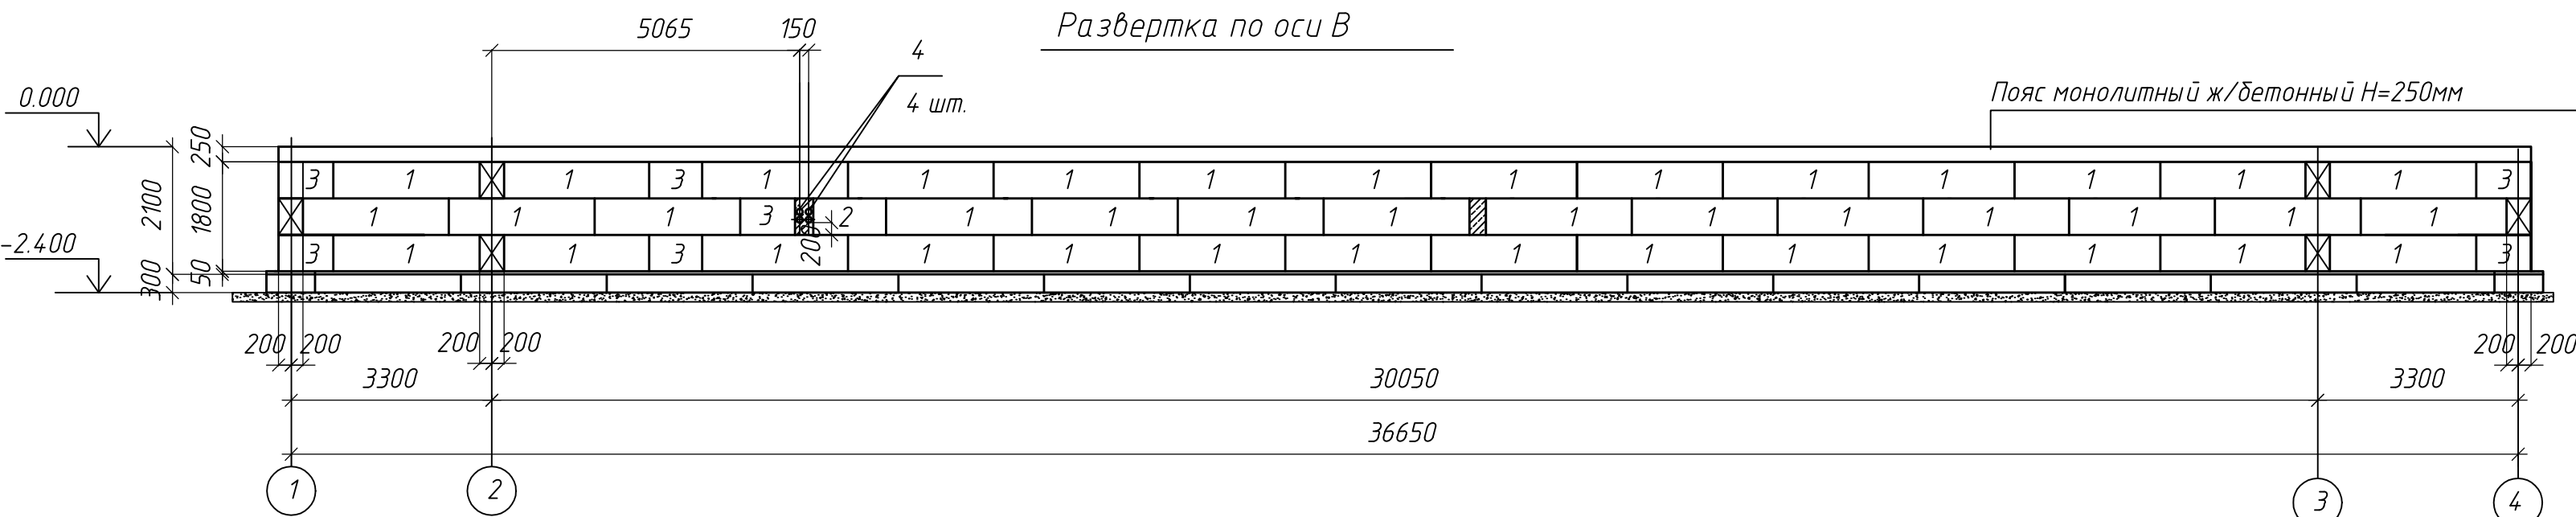 Развертка по оси В
5065 150
4
4 шт.
Пояс монолитный ж/бетонный Н=250мм
0.000
-2.400
2100
300
250
1800
50
3 1 1 3 1 1 1 1 1 1 1 1 1 1 1 1 3
1 1 1 3 2 1 1 1 1 1 1 1 1 1 1 1
200
3 1 1 3 1 1 1 1 1 1 1 1 1 1 1 1 3
200 200 200 200 200 200
3300 30050 3300
36650
1 2 3 4